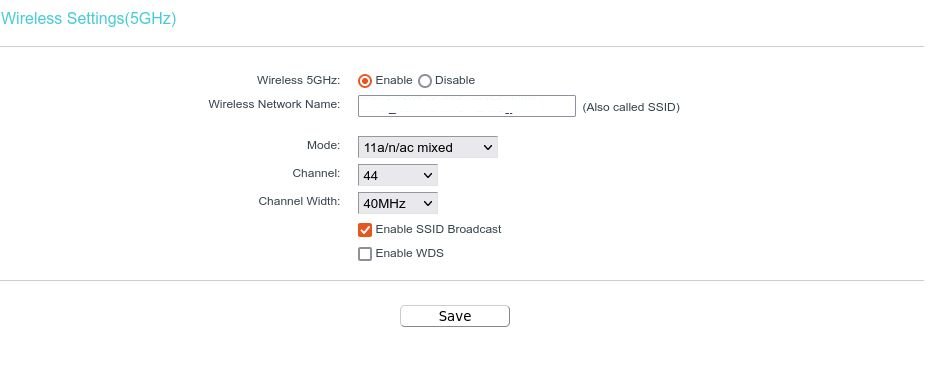 Wireless Settings(5GHz)
Wireless 5GHz: Enable Disable
Wireless Network Name: (Also called SSID)
Mode: 11a/n/ac mixed
Channel: 44
Channel Width: 40MHz
Enable SSID Broadcast
Enable WDS
Save